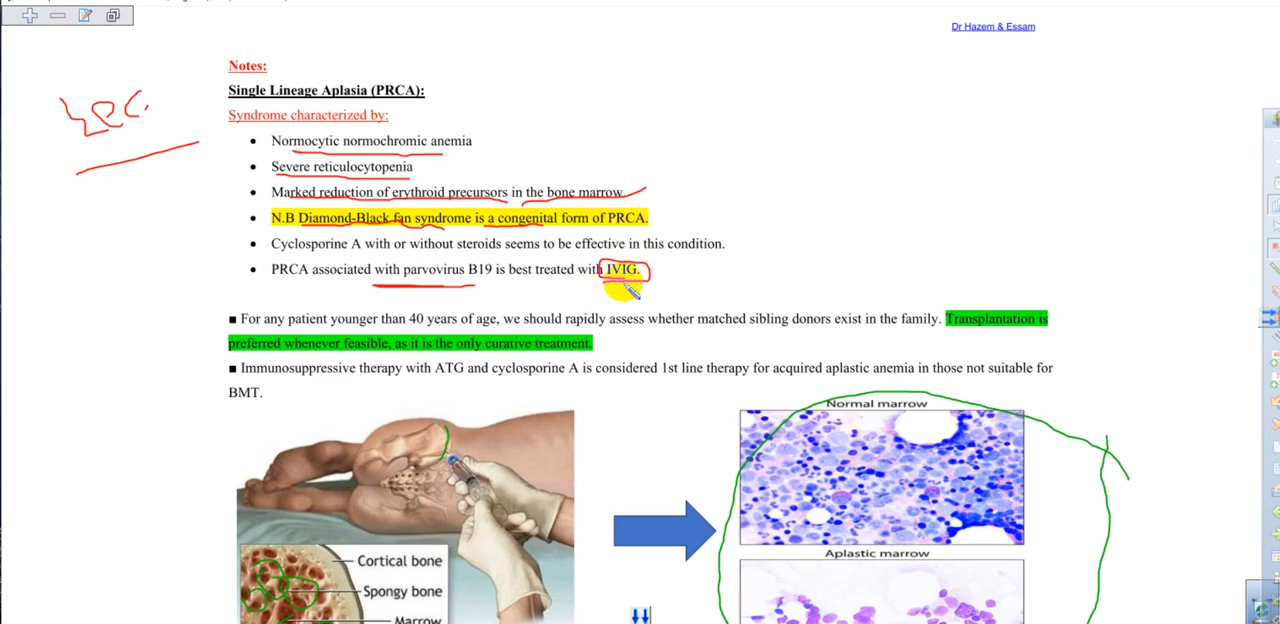 Dr Hazem & Essam
Notes:
Single Lineage Aplasia (PRCA):
Syndrome characterized by:
• Normocytic normochromic anemia
• Severe reticulocytopenia
• Marked reduction of erythroid precursors in the bone marrow
• N.B Diamond-Black fan syndrome is a congenital form of PRCA.
• Cyclosporine A with or without steroids seems to be effective in this condition.
• PRCA associated with parvovirus B19 is best treated with IVIG.
■ For any patient younger than 40 years of age, we should rapidly assess whether matched sibling donors exist in the family. Transplantation is
preferred whenever feasible, as it is the only curative treatment.
■ Immunosuppressive therapy with ATG and cyclosporine A is considered 1st line therapy for acquired aplastic anemia in those not suitable for
BMT.
Normal marrow
Aplastic marrow
Cortical bone
Spongy bone
Marrow